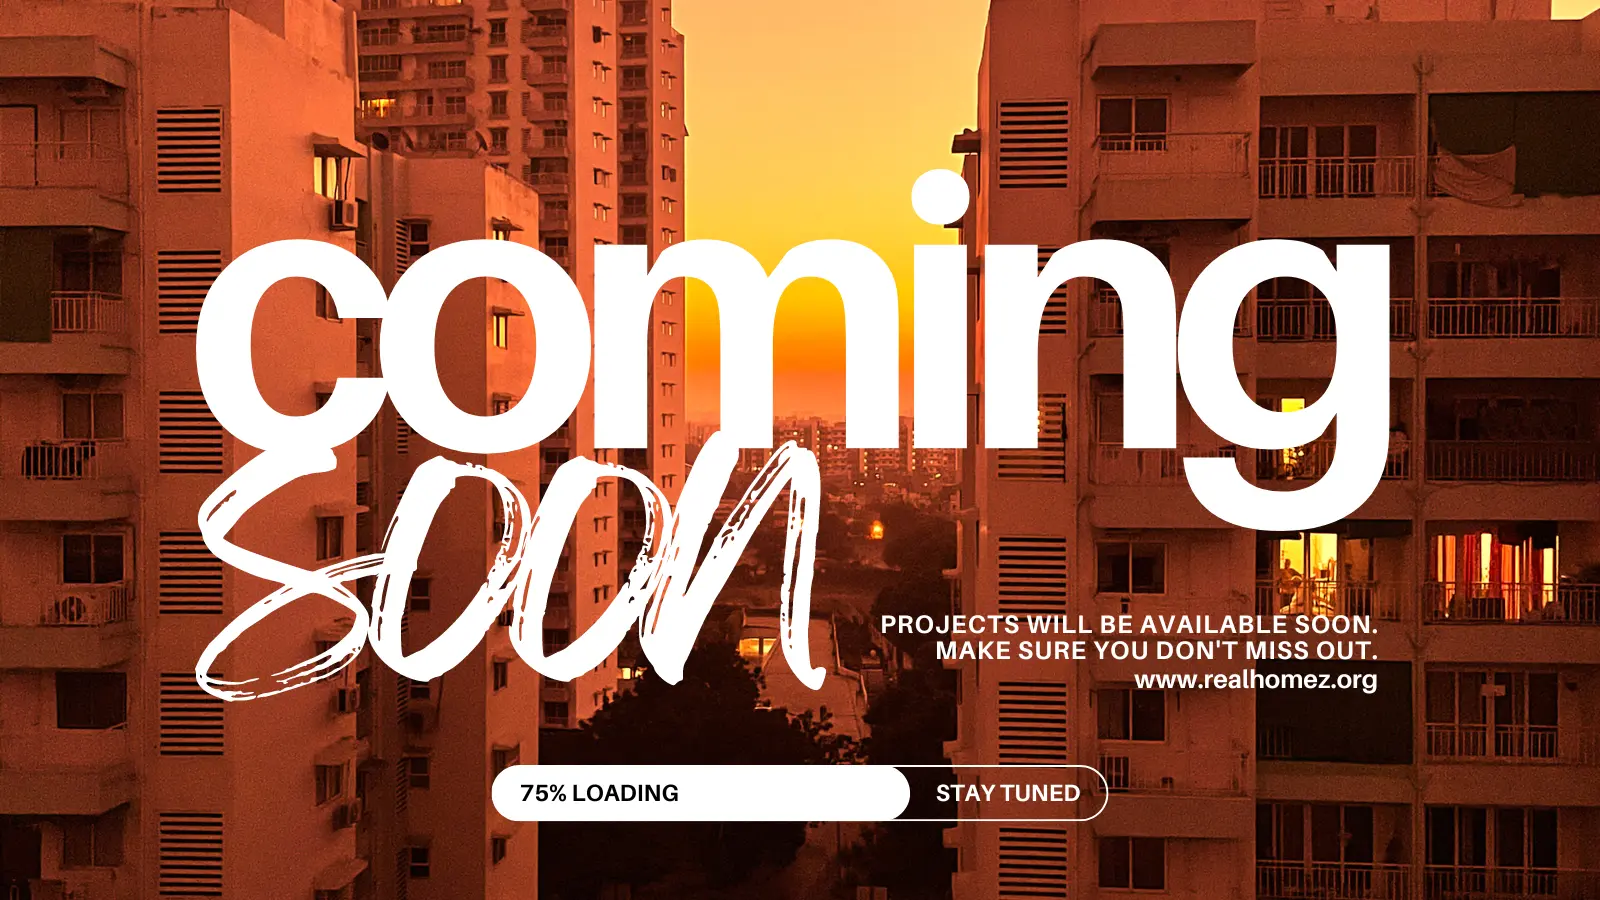 coming
soon
PROJECTS WILL BE AVAILABLE SOON.
MAKE SURE YOU DON'T MISS OUT.
www.realhomez.org
75% LOADING
STAY TUNED